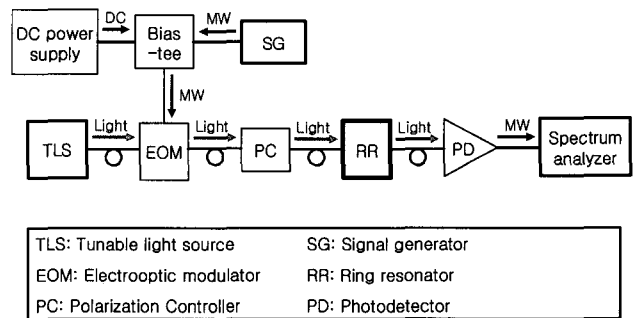 DC power supply
DC
Bias -tee
MW
SG
MW
Light
Light
Light
Light
MW
TLS
EOM
PC
RR
PD
Spectrum analyzer
TLS: Tunable light source
SG: Signal generator
EOM: Electrooptic modulator
RR: Ring resonator
PC: Polarization Controller
PD: Photodetector